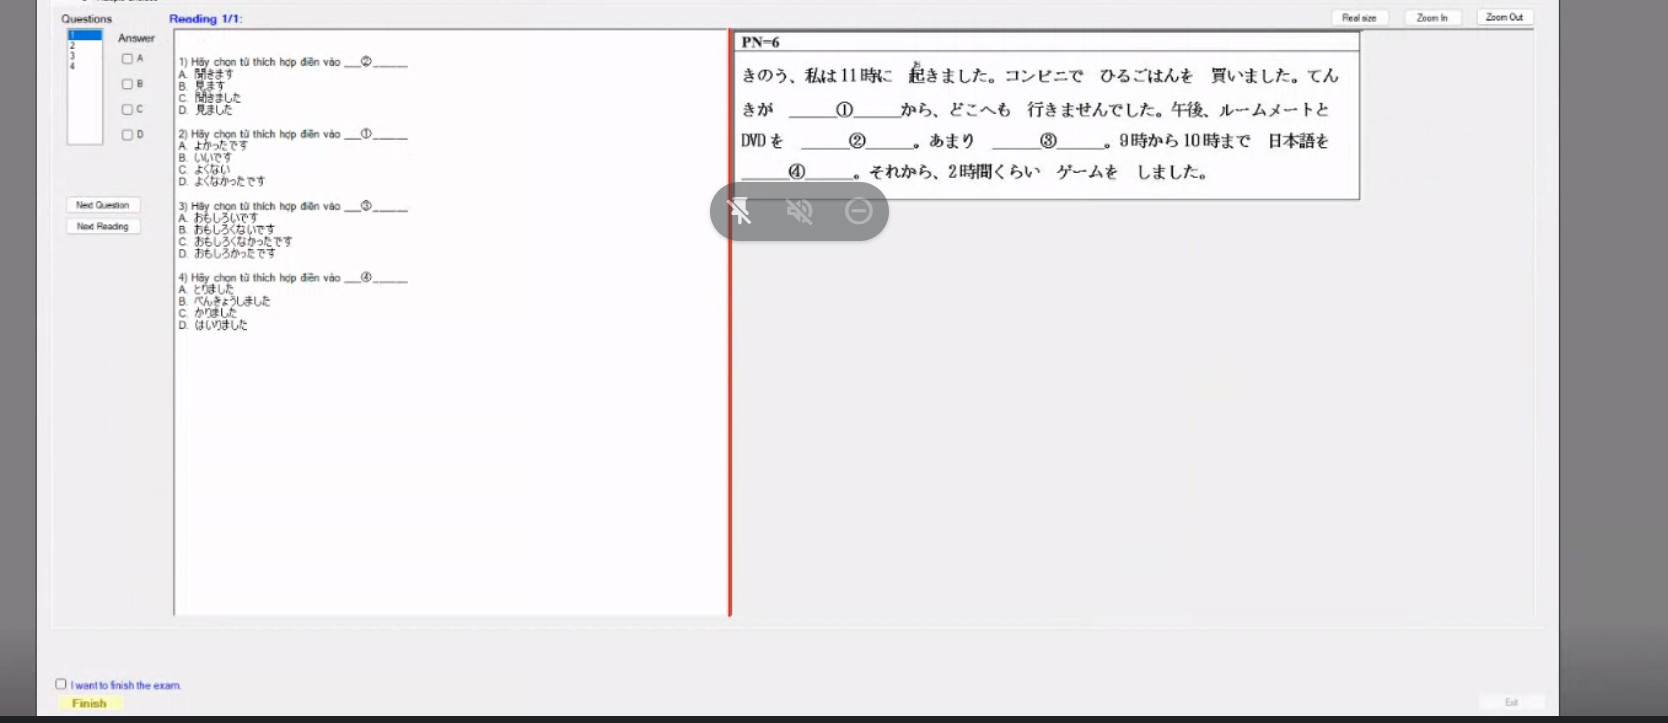 Questions
Reading 1/1:
Real size
Zoom In
Zoom Out
1
2
3
4
Answer
A
B
C
D
Next Question
Next Reading
1) Hãy chọn từ thích hợp điền vào ___②______
A. 聞きます
B. 見ます
C. 聞きました
D. 見ました
2) Hãy chọn từ thích hợp điền vào ___①______
A. よかったです
B. いいです
C. よくない
D. よくなかったです
3) Hãy chọn từ thích hợp điền vào ___③______
A. おもしろいです
B. おもしろくないです
C. おもしろくなかったです
D. おもしろかったです
4) Hãy chọn từ thích hợp điền vào ___④______
A. とりました
B. べんきょうしました
C. かりました
D. はいりました
PN=6
お
きのう、私は11時に 起きました。コンビニで ひるごはんを 買いました。てん
きが _____①_____から、どこへも 行きませんでした。午後、ルームメートと
DVDを _____②_____。あまり _____③_____。9時から10時まで 日本語を
_____④_____。それから、2時間くらい ゲームを しました。
I want to finish the exam.
Finish
Exit